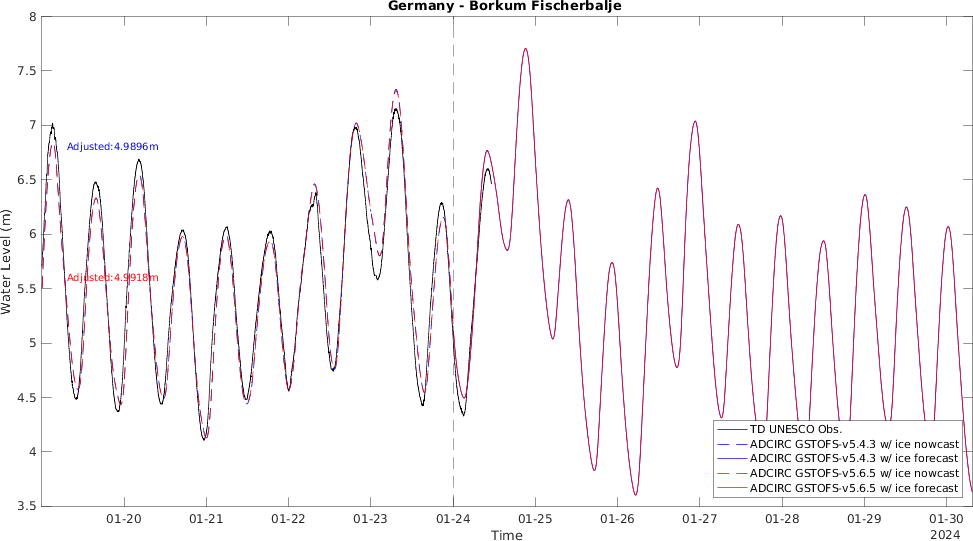 Germany - Borkum Fischerbalje
8
7.5
7
6.5
6
5.5
5
4.5
4
3.5
Water Level (m)
Adjusted:4.9896m
Adjusted:4.9918m
TD UNESCO Obs.
ADCIRC GSTOFS-v5.4.3 w/ ice nowcast
ADCIRC GSTOFS-v5.4.3 w/ ice forecast
ADCIRC GSTOFS-v5.6.5 w/ ice nowcast
ADCIRC GSTOFS-v5.6.5 w/ ice forecast
01-20 01-21 01-22 01-23 01-24 01-25 01-26 01-27 01-28 01-29 01-30
2024
Time